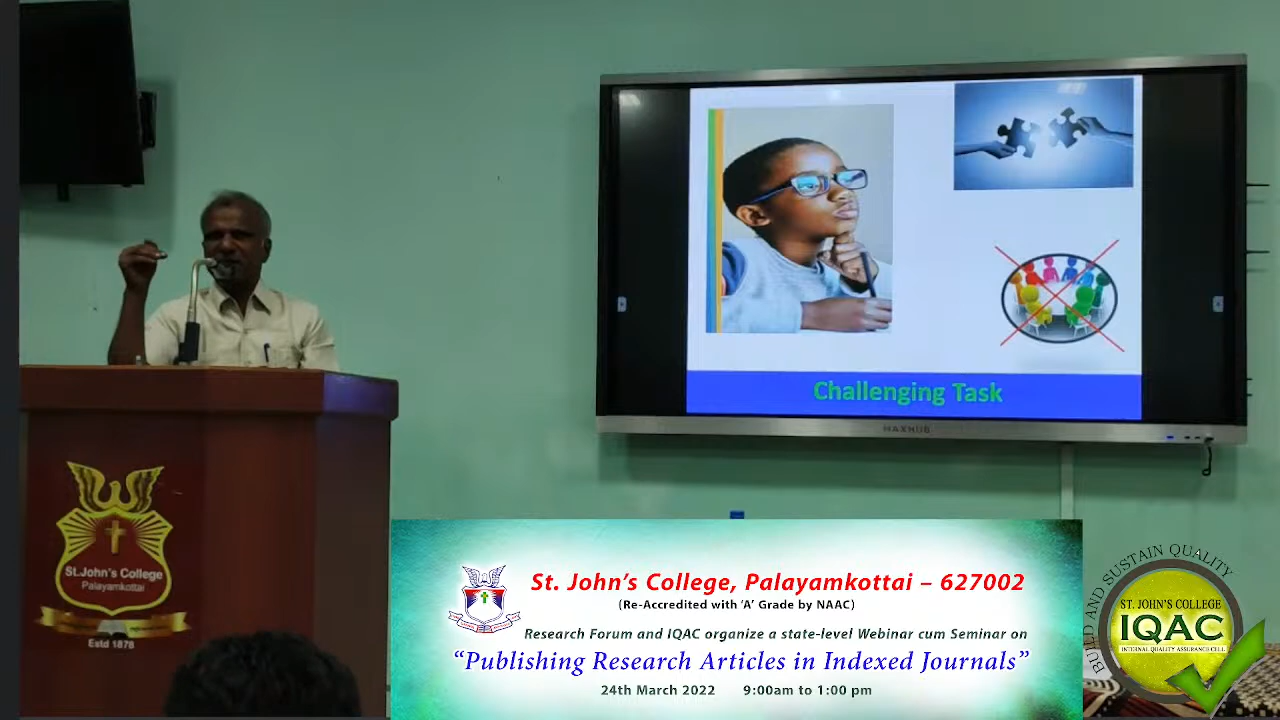 Challenging Task
MAXHUB
St.John's College
Palayamkottai
Estd 1878
St. John's College, Palayamkottai – 627002
(Re-Accredited with 'A' Grade by NAAC)
Research Forum and IQAC organize a state-level Webinar cum Seminar on
“Publishing Research Articles in Indexed Journals”
24th March 2022 9:00am to 1:00 pm
BUILD AND SUSTAIN QUALITY
ST. JOHN'S COLLEGE
IQAC
INTERNAL QUALITY ASSURANCE CELL